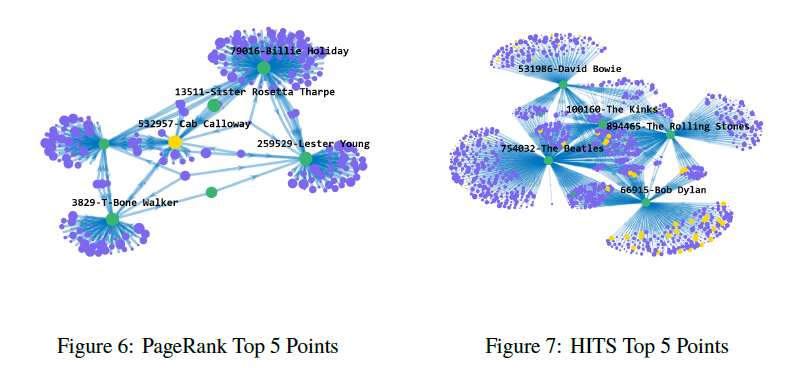 79016-Billie Holiday
13511-Sister Rosetta Tharpe
532957-Cab Calloway
259529-Lester Young
3829-T-Bone Walker
Figure 6: PageRank Top 5 Points
531986-David Bowie
100160-The Kinks
894465-The Rolling Stones
754032-The Beatles
66915-Bob Dylan
Figure 7: HITS Top 5 Points